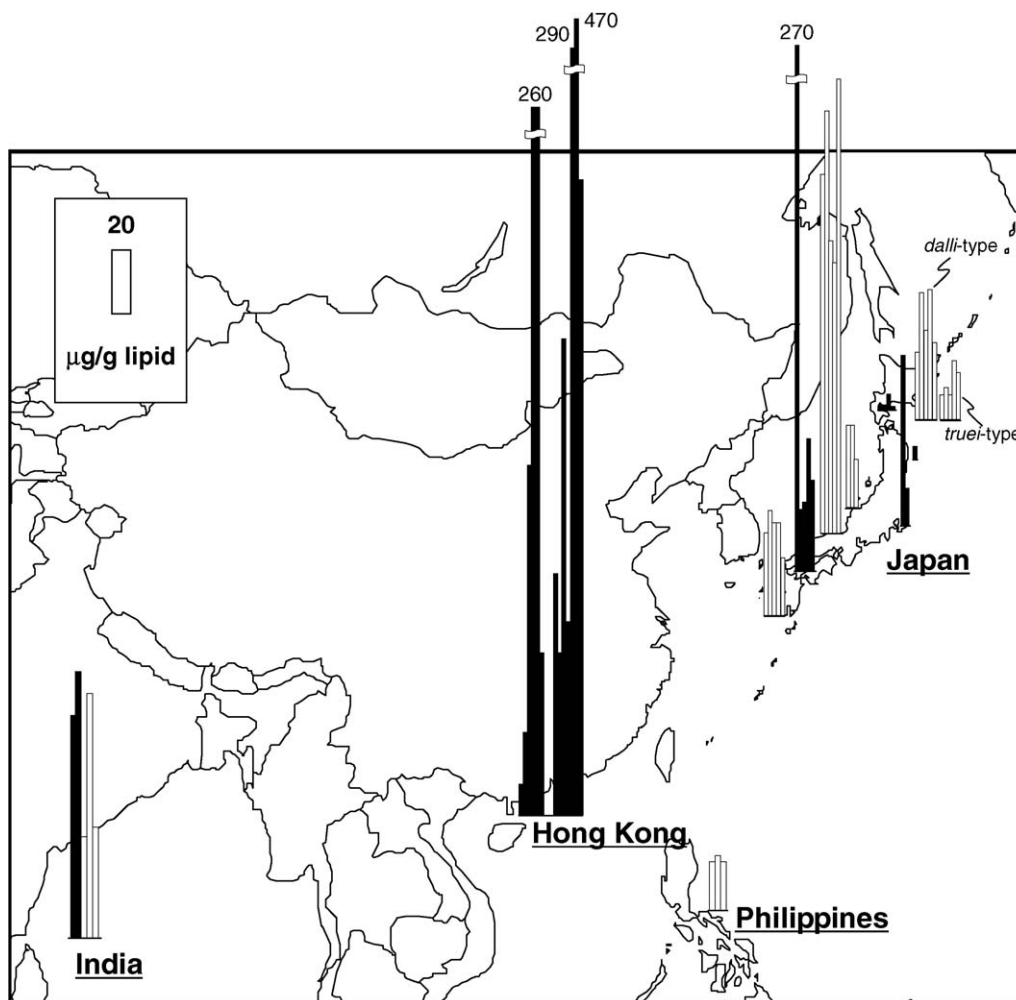 470
290
270
260
20
µg/g lipid
dalli-type
truei-type
Japan
Hong Kong
Philippines
India